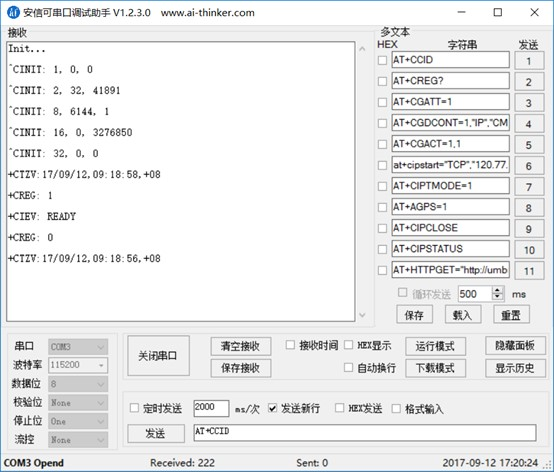 安信可串口调试助手 V1.2.3.0 www.ai-thinker.com
接收
Init...
^CINIT: 1, 0, 0
^CINIT: 2, 32, 41891
^CINIT: 8, 6144, 1
^CINIT: 16, 0, 3276850
^CINIT: 32, 0, 0
+CTZV:17/09/12,09:18:58,+08
+CREG: 1
+CIEV: READY
+CREG: 0
+CTZV:17/09/12,09:18:56,+08
多文本
HEX 字符串 发送
AT+CCID 1
AT+CREG? 2
AT+CGATT=1 3
AT+CGDCONT=1,"IP","CM 4
AT+CGACT=1,1 5
at+cipstart="TCP","120.77. 6
AT+CIPTMODE=1 7
AT+AGPS=1 8
AT+CIPCLOSE 9
AT+CIPSTATUS 10
AT+HTTPGET="http://umb 11
循环发送 500 ms
保存 载入 重置
串口 COM3
波特率 115200
数据位 8
校验位 None
停止位 One
流控 None
关闭串口
清空接收 接收时间 HEX显示 运行模式 隐藏面板
保存接收 自动换行 下载模式 显示历史
定时发送 2000 ms/次 发送新行 HEX发送 格式输入
发送 AT+CCID
COM3 Opend Received: 222 Sent: 0 2017-09-12 17:20:24